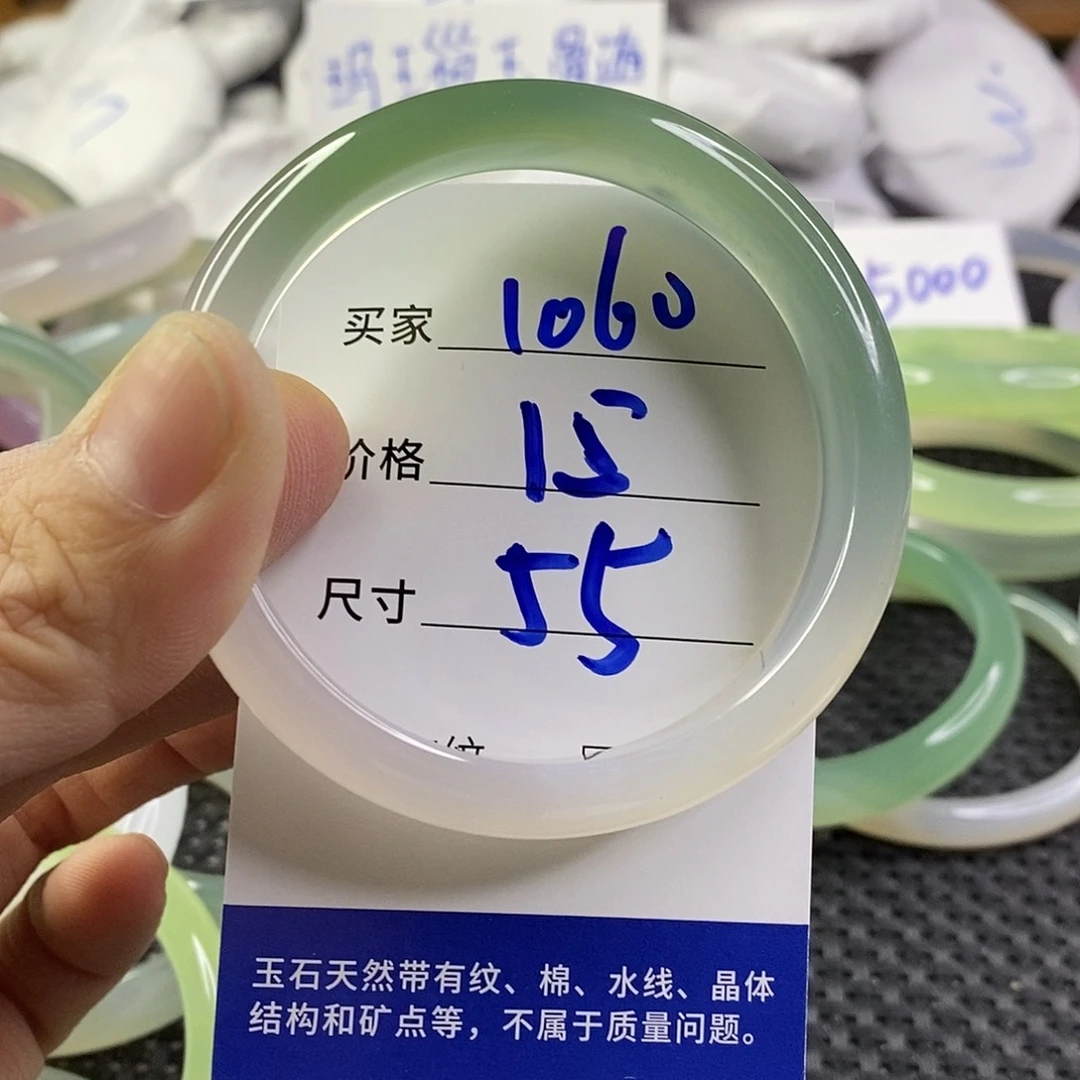 5000
买家 1060
价格 15
尺寸 55
玉石天然带有纹、棉、水线、晶体
结构和矿点等，不属于质量问题。